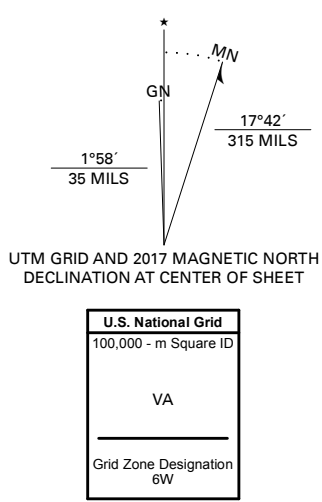 ★
MN
GN
17°42´
315 MILS
1°58´
35 MILS
UTM GRID AND 2017 MAGNETIC NORTH
DECLINATION AT CENTER OF SHEET
U.S. National Grid
100,000 - m Square ID
VA
Grid Zone Designation
6W